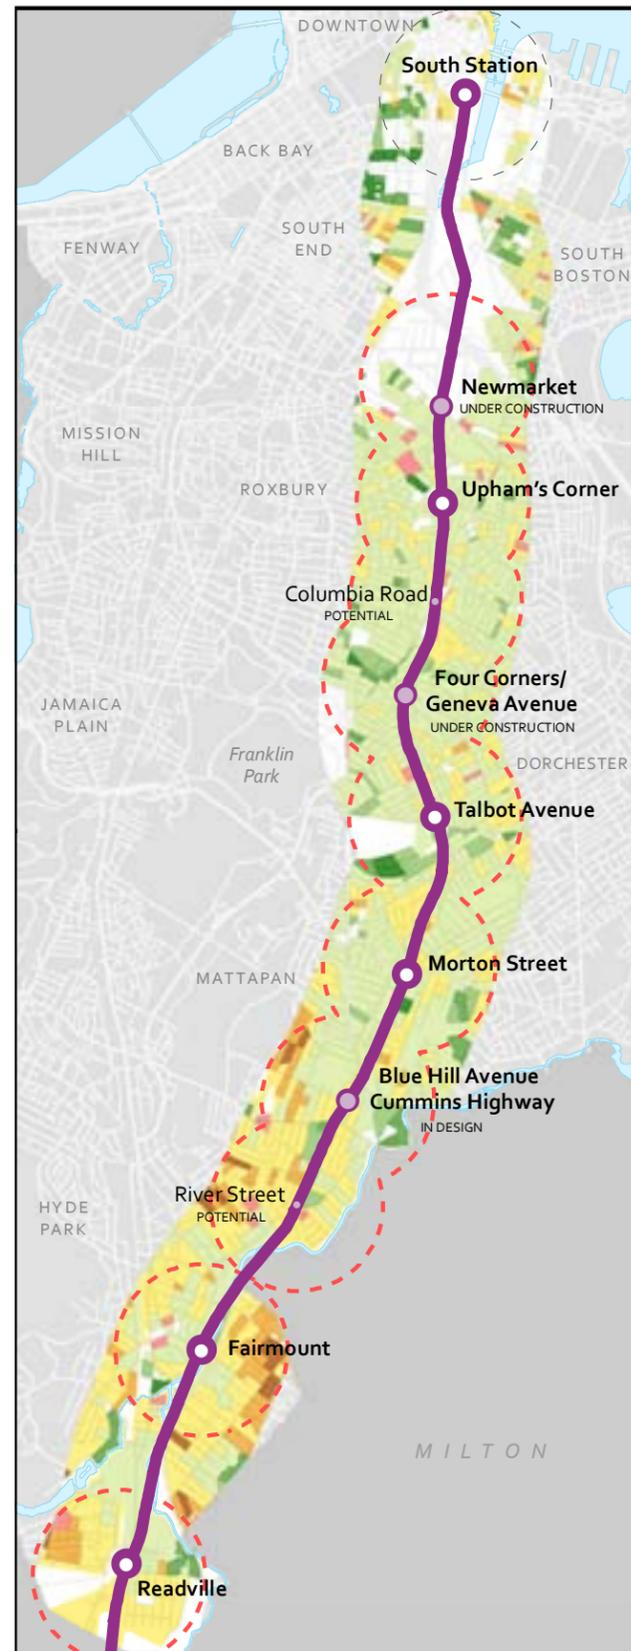 DOWNTOWN
South Station
BACK BAY
SOUTH
END
FENWAY
SOUTH
BOSTON
Newmarket
UNDER CONSTRUCTION
MISSION
HILL
ROXBURY
Upham's Corner
Columbia Road
POTENTIAL
Four Corners/
Geneva Avenue
UNDER CONSTRUCTION
JAMAICA
PLAIN
Franklin
Park
DORCHESTER
Talbot Avenue
Morton Street
MATTAPAN
Blue Hill Avenue
Cummins Highway
IN DESIGN
River Street
POTENTIAL
HYDE
PARK
Fairmount
MILTON
Readville